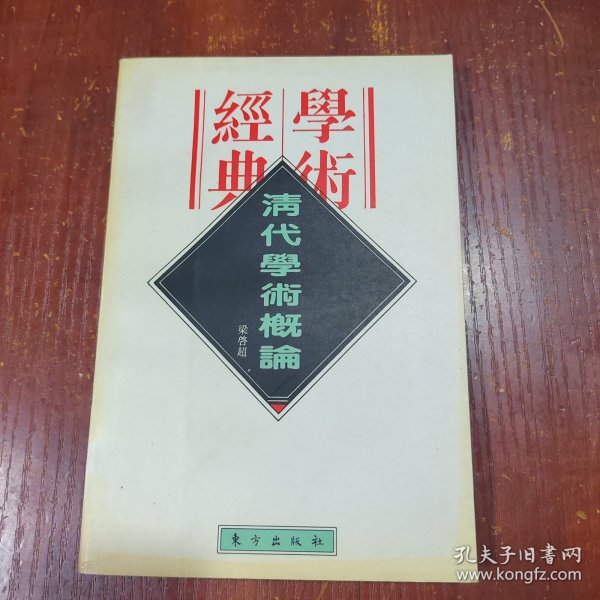 學術
經典
清代學術概論
梁啓超
東方出版社
孔夫子旧书网
www.kongfz.com